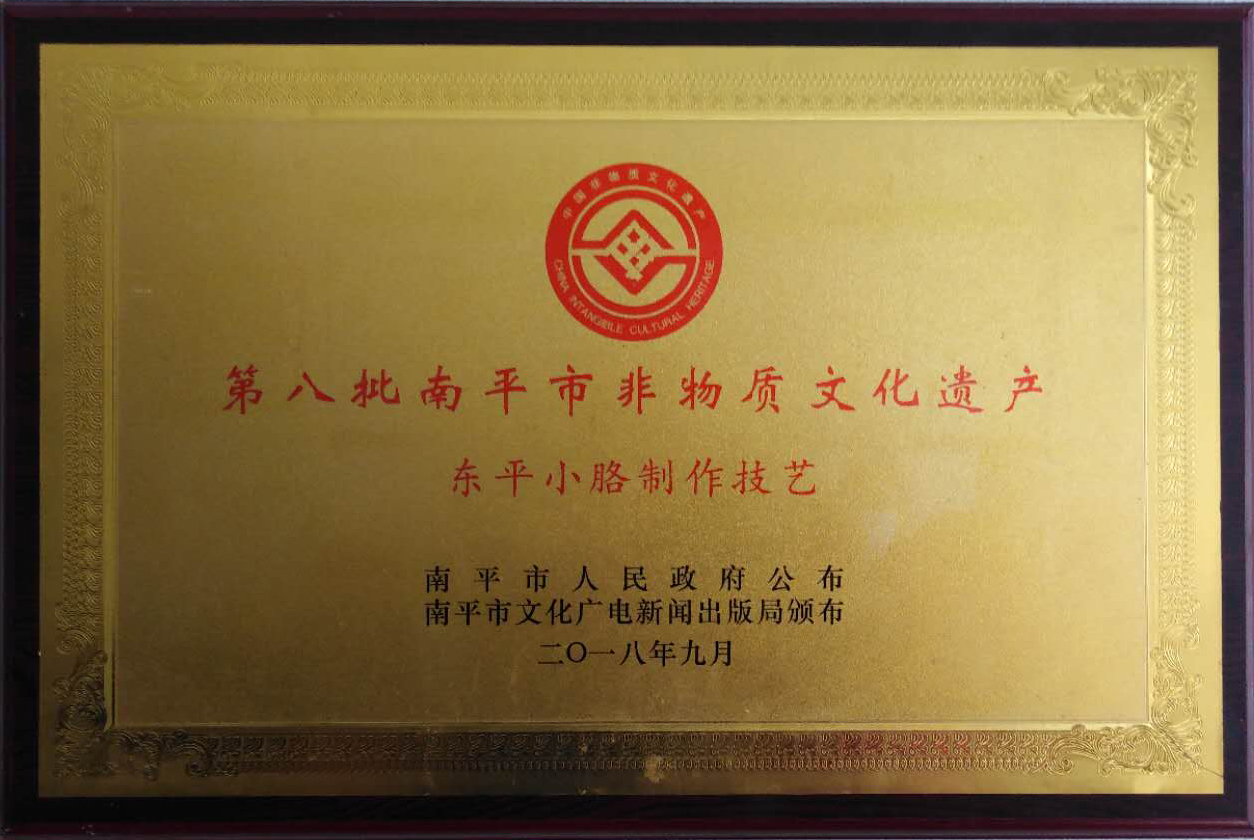 中国非物质文化遗产
CHINA INTANGIBLE CULTURAL HERITAGE
第八批南平市非物质文化遗产
东平小胳制作技艺
南平市人民政府公布
南平市文化广电新闻出版局颁布
二〇一八年九月